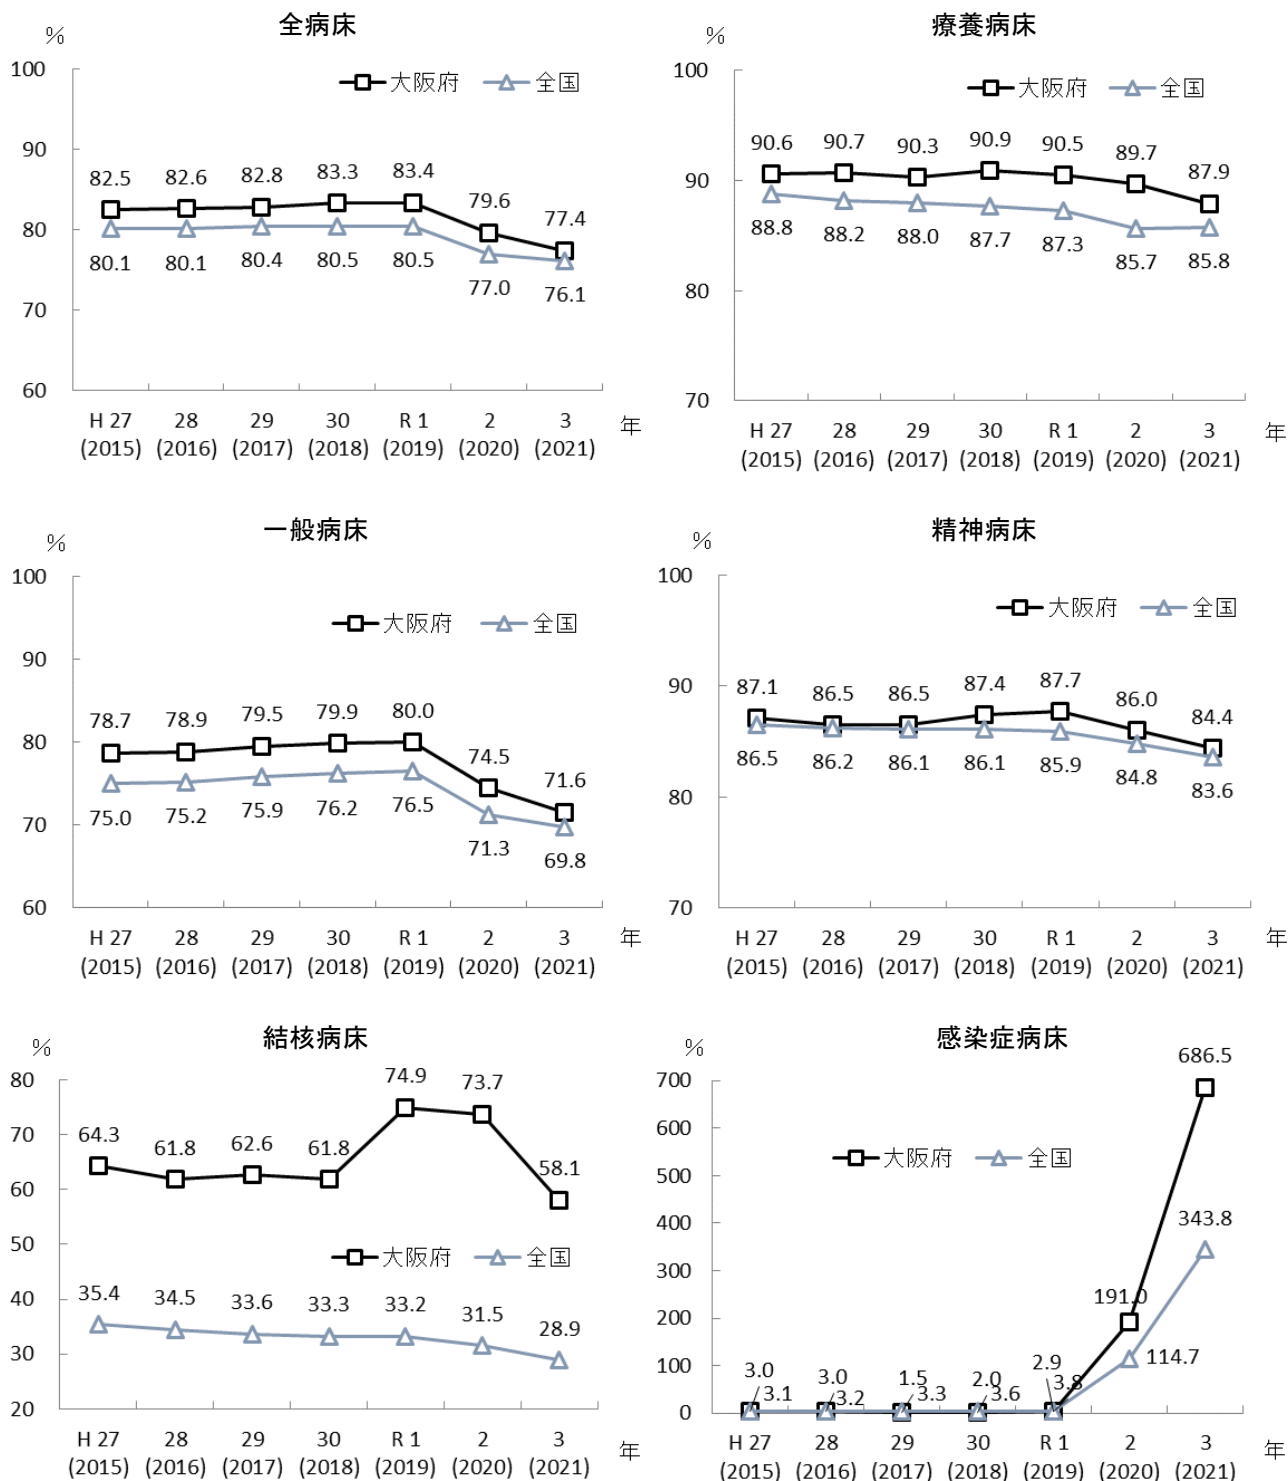 全病床
%
100
90
80
70
60
大阪府 全国
82.5 82.6 82.8 83.3 83.4 79.6 77.4
80.1 80.1 80.4 80.5 80.5 77.0 76.1
H 27 28 29 30 R 1 2 3 年
(2015) (2016) (2017) (2018) (2019) (2020) (2021)
療養病床
%
100
90
80
70
大阪府 全国
90.6 90.7 90.3 90.9 90.5 89.7 87.9
88.8 88.2 88.0 87.7 87.3 85.7 85.8
H 27 28 29 30 R 1 2 3 年
(2015) (2016) (2017) (2018) (2019) (2020) (2021)
一般病床
%
100
90
80
70
60
大阪府 全国
78.7 78.9 79.5 79.9 80.0 74.5 71.6
75.0 75.2 75.9 76.2 76.5 71.3 69.8
H 27 28 29 30 R 1 2 3 年
(2015) (2016) (2017) (2018) (2019) (2020) (2021)
精神病床
%
100
90
80
70
大阪府 全国
87.1 86.5 86.5 87.4 87.7 86.0 84.4
86.5 86.2 86.1 86.1 85.9 84.8 83.6
H 27 28 29 30 R 1 2 3 年
(2015) (2016) (2017) (2018) (2019) (2020) (2021)
結核病床
%
80
70
60
50
40
30
20
64.3 61.8 62.6 61.8 74.9 73.7 58.1
大阪府 全国
35.4 34.5 33.6 33.3 33.2 31.5 28.9
H 27 28 29 30 R 1 2 3 年
(2015) (2016) (2017) (2018) (2019) (2020) (2021)
感染症病床
%
700
600
500
400
300
200
100
0
大阪府 全国
3.0 3.0 1.5 2.0 2.9 191.0 686.5
3.1 3.2 3.3 3.6 3.8 114.7 343.8
H 27 28 29 30 R 1 2 3 年
(2015) (2016) (2017) (2018) (2019) (2020) (2021)